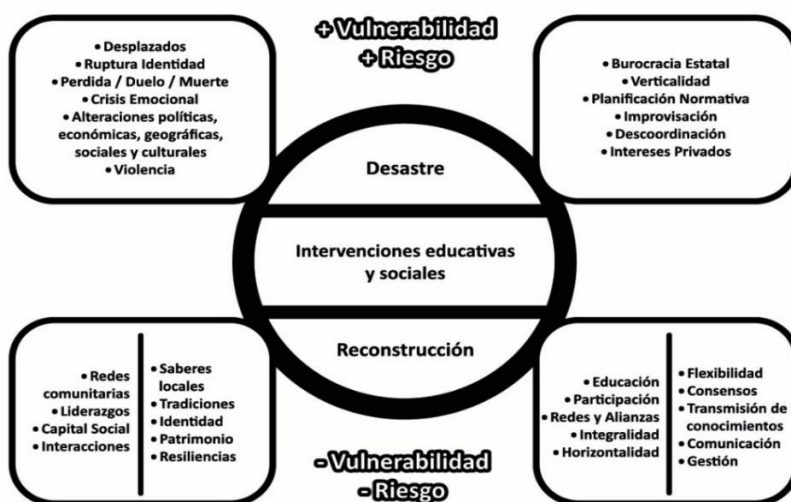 + Vulnerabilidad
+ Riesgo
• Desplazados
• Ruptura Identidad
• Perdida / Duelo / Muerte
• Crisis Emocional
• Alteraciones políticas,
económicas, geográficas,
sociales y culturales
• Violencia
• Burocracia Estatal
• Verticalidad
• Planificación Normativa
• Improvisación
• Descoordinación
• Intereses Privados
Desastre
Intervenciones educativas
y sociales
Reconstrucción
• Redes
comunitarias
• Liderazgos
• Capital Social
• Interacciones
• Saberes
locales
• Tradiciones
• Identidad
• Patrimonio
• Resiliencias
• Educación
• Participación
• Redes y Alianzas
• Integralidad
• Horizontalidad
• Flexibilidad
• Consensos
• Transmisión de
conocimientos
• Comunicación
• Gestión
- Vulnerabilidad
- Riesgo